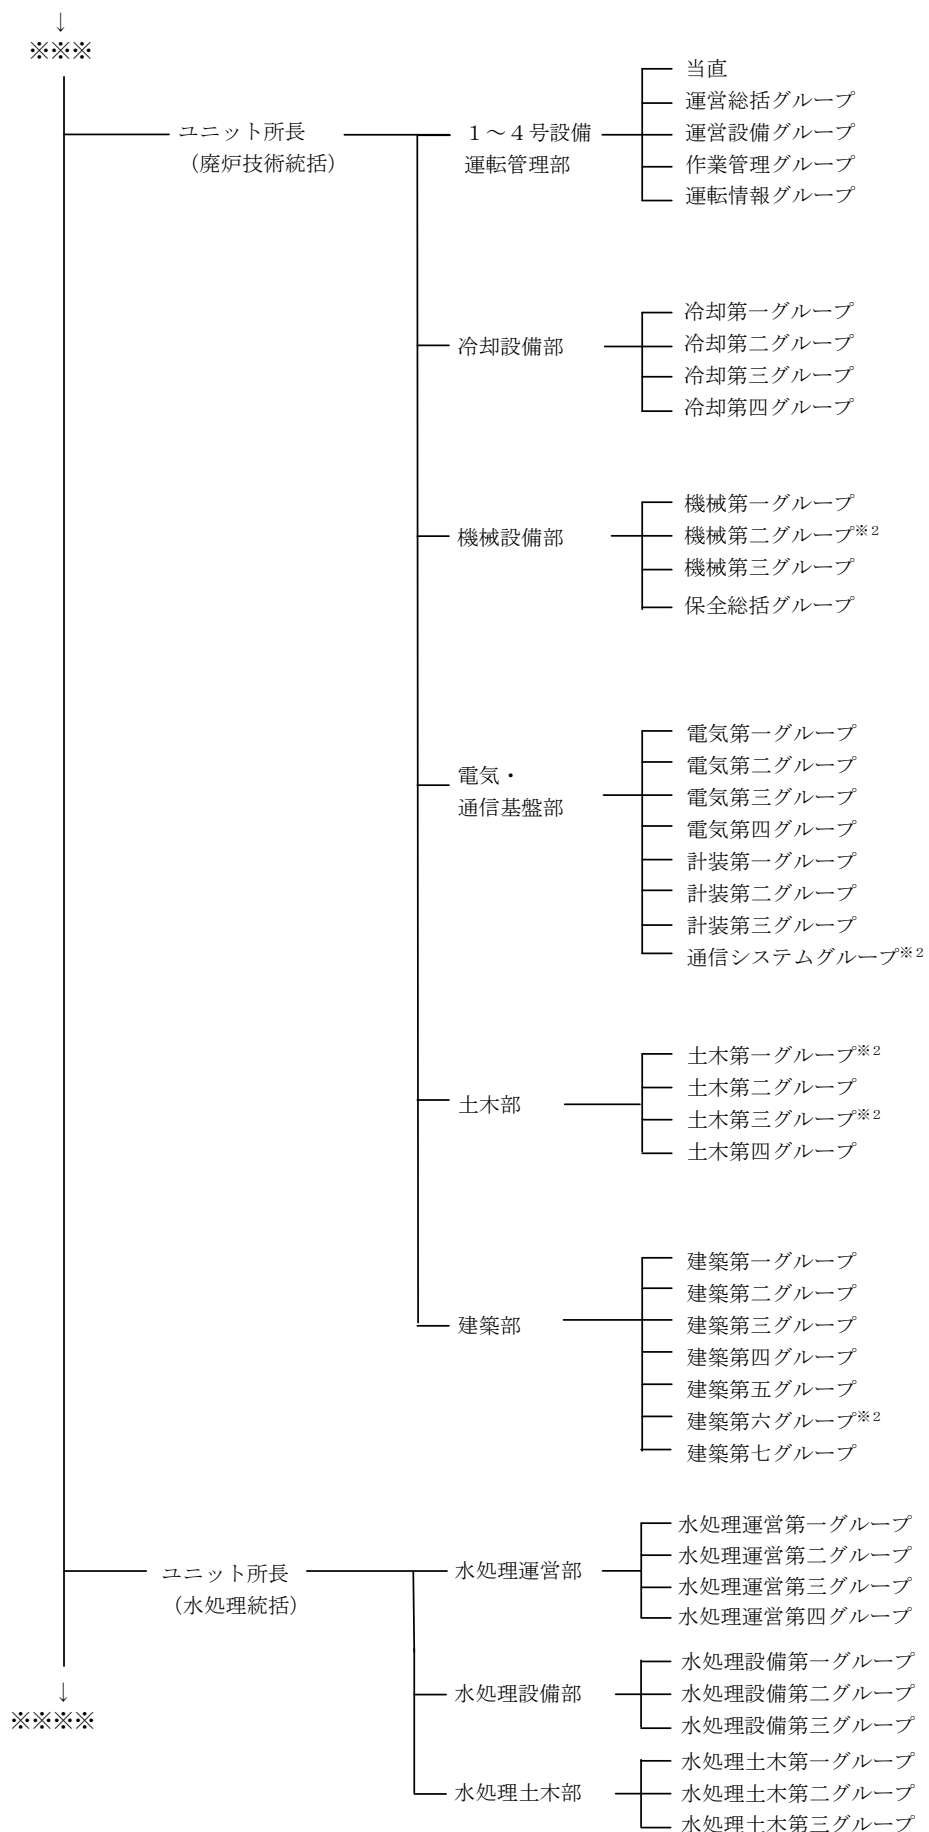 ↓
※※※
ユニット所長
（廃炉技術統括）
１～４号設備
運転管理部
当直
運営総括グループ
運営設備グループ
作業管理グループ
運転情報グループ
冷却設備部
冷却第一グループ
冷却第二グループ
冷却第三グループ
冷却第四グループ
機械設備部
機械第一グループ
機械第二グループ※２
機械第三グループ
保全総括グループ
電気・
通信基盤部
電気第一グループ
電気第二グループ
電気第三グループ
電気第四グループ
計装第一グループ
計装第二グループ
計装第三グループ
通信システムグループ※２
土木部
土木第一グループ※２
土木第二グループ
土木第三グループ※２
土木第四グループ
建築部
建築第一グループ
建築第二グループ
建築第三グループ
建築第四グループ
建築第五グループ
建築第六グループ※２
建築第七グループ
ユニット所長
（水処理統括）
水処理運営部
水処理運営第一グループ
水処理運営第二グループ
水処理運営第三グループ
水処理運営第四グループ
水処理設備部
水処理設備第一グループ
水処理設備第二グループ
水処理設備第三グループ
水処理土木部
水処理土木第一グループ
水処理土木第二グループ
水処理土木第三グループ
↓
※※※※